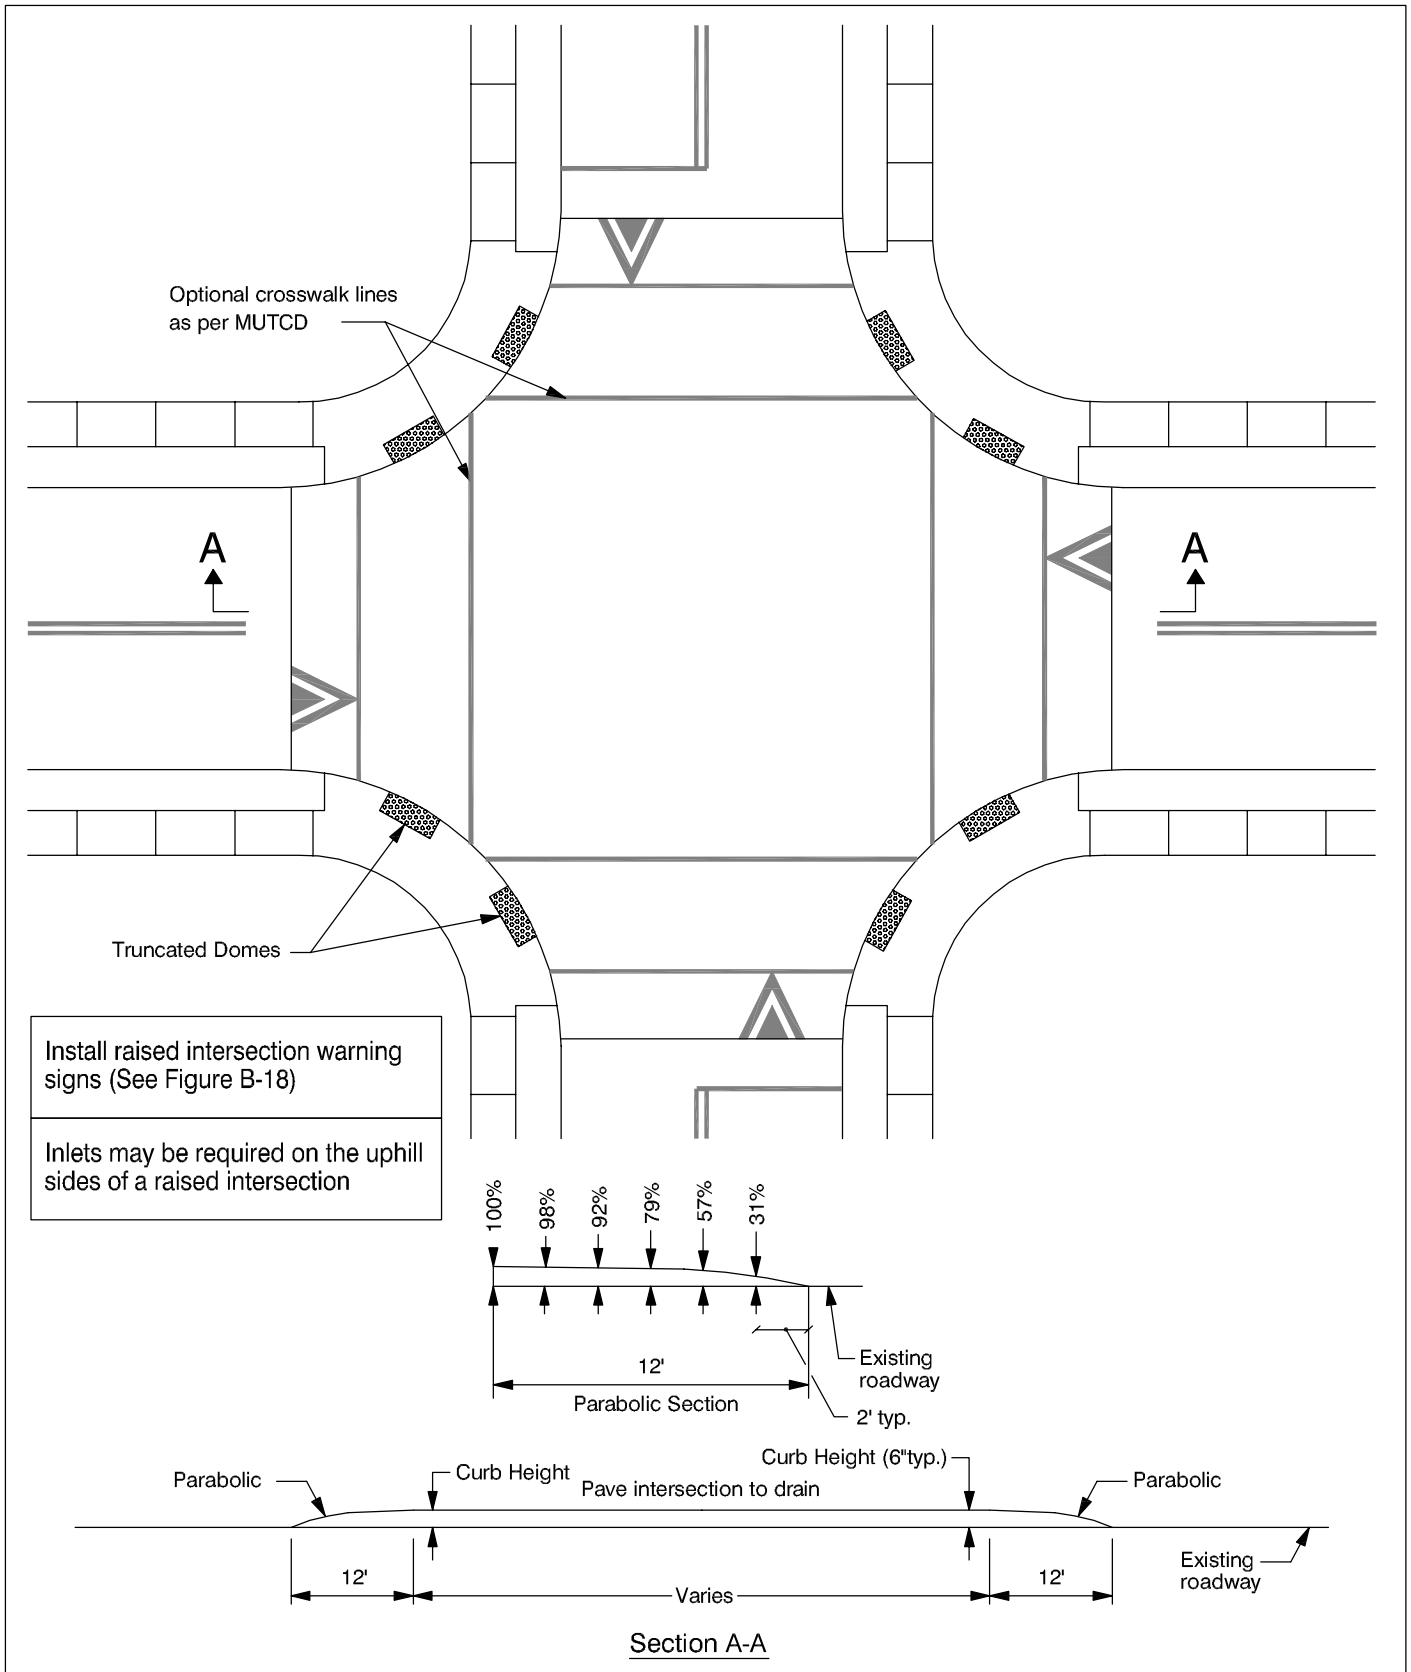 Optional crosswalk lines
as per MUTCD
A
A
Truncated Domes
Install raised intersection warning
signs (See Figure B-18)
Inlets may be required on the uphill
sides of a raised intersection
100%
98%
92%
79%
57%
31%
12'
Existing
roadway
Parabolic Section
2' typ.
Parabolic
Curb Height
Curb Height (6"typ.)
Pave intersection to drain
Parabolic
Existing
roadway
12'
Varies
12'
Section A-A